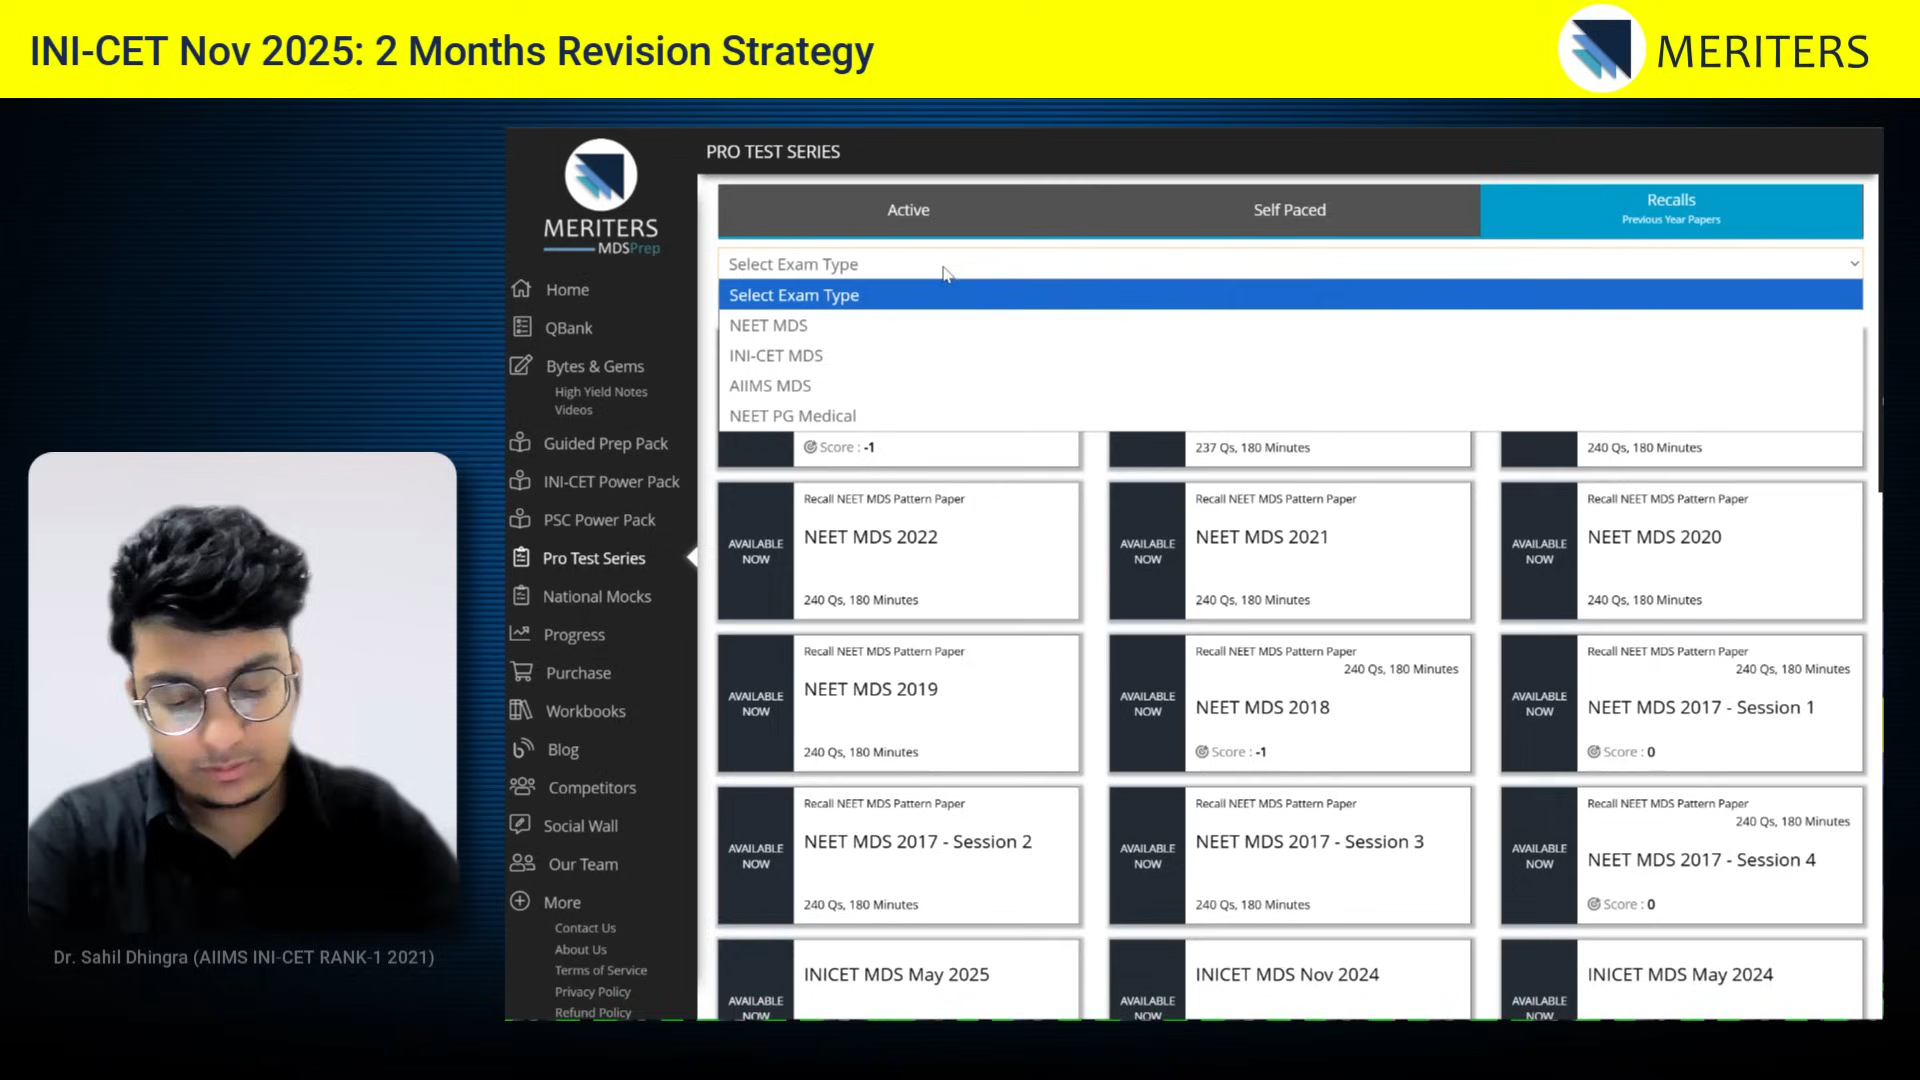 INI-CET Nov 2025: 2 Months Revision Strategy
MERITERS
MERITERS
MDSPrep
Home
QBank
Bytes & Gems
High Yield Notes
Videos
Guided Prep Pack
INI-CET Power Pack
PSC Power Pack
Pro Test Series
National Mocks
Progress
Purchase
Workbooks
Blog
Competitors
Social Wall
Our Team
More
Contact Us
About Us
Terms of Service
Privacy Policy
Refund Policy
PRO TEST SERIES
Active
Self Paced
Recalls
Previous Year Papers
Select Exam Type
Select Exam Type
NEET MDS
INI-CET MDS
AIIMS MDS
NEET PG Medical
Score : -1
237 Qs, 180 Minutes
240 Qs, 180 Minutes
AVAILABLE
NOW
Recall NEET MDS Pattern Paper
NEET MDS 2022
240 Qs, 180 Minutes
AVAILABLE
NOW
Recall NEET MDS Pattern Paper
NEET MDS 2021
240 Qs, 180 Minutes
AVAILABLE
NOW
Recall NEET MDS Pattern Paper
NEET MDS 2020
240 Qs, 180 Minutes
AVAILABLE
NOW
Recall NEET MDS Pattern Paper
NEET MDS 2019
240 Qs, 180 Minutes
AVAILABLE
NOW
Recall NEET MDS Pattern Paper
240 Qs, 180 Minutes
NEET MDS 2018
Score : -1
AVAILABLE
NOW
Recall NEET MDS Pattern Paper
240 Qs, 180 Minutes
NEET MDS 2017 - Session 1
Score : 0
AVAILABLE
NOW
Recall NEET MDS Pattern Paper
NEET MDS 2017 - Session 2
240 Qs, 180 Minutes
AVAILABLE
NOW
Recall NEET MDS Pattern Paper
NEET MDS 2017 - Session 3
240 Qs, 180 Minutes
AVAILABLE
NOW
Recall NEET MDS Pattern Paper
240 Qs, 180 Minutes
NEET MDS 2017 - Session 4
Score : 0
AVAILABLE
NOW
INICET MDS May 2025
AVAILABLE
NOW
INICET MDS Nov 2024
AVAILABLE
NOW
INICET MDS May 2024
Dr. Sahil Dhingra (AIIMS INI-CET RANK-1 2021)